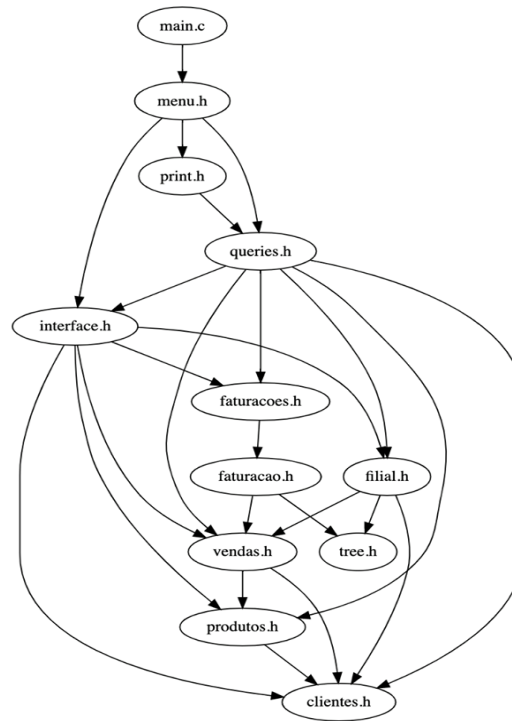 main.c
menu.h
print.h
queries.h
interface.h
faturacoes.h
faturacao.h
filial.h
vendas.h
tree.h
produtos.h
clientes.h